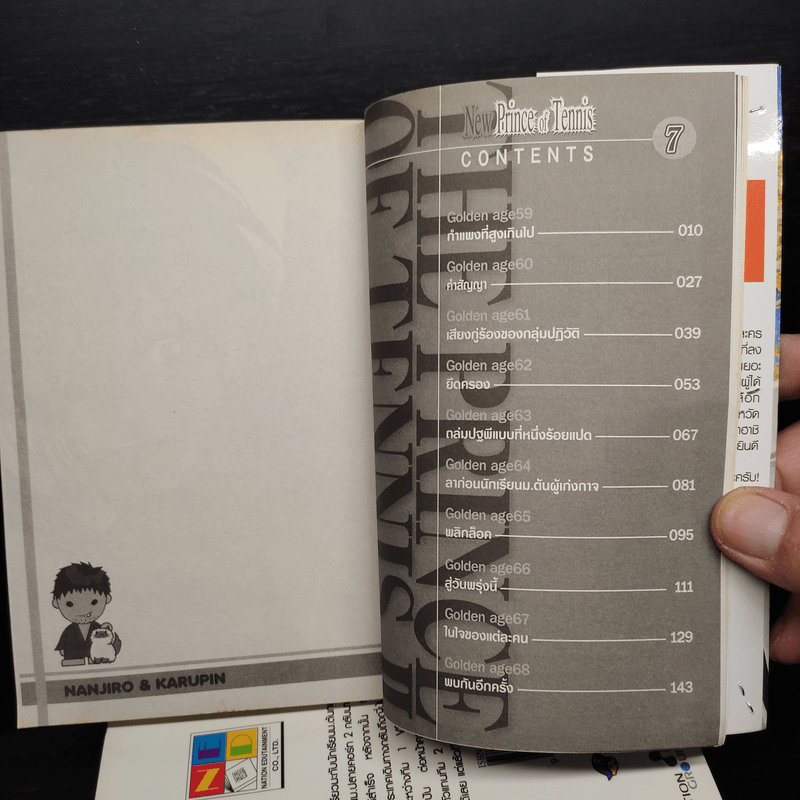 New Prince of Tennis
7
CONTENTS
THE PRINCE
OF TENNIS II
Golden age59
กำแพงที่สูงเกินไป 010
Golden age60
คำสัญญา 027
Golden age61
เสียงกู่ร้องของกลุ่มปฏิวัติ 039
Golden age62
ยึดครอง 053
Golden age63
ถล่มปฐพีแบบที่หนึ่งร้อยแปด 067
Golden age64
ลาก่อนนักเรียนม.ต้นผู้เก่งกาจ 081
Golden age65
พลิกล็อค 095
Golden age66
สู่วันพรุ่งนี้ 111
Golden age67
ในใจของแต่ละคน 129
Golden age68
พบกันอีกครั้ง 143
NANJIRO & KARUPIN
NED
NATION EDUTAINMENT
CO., LTD.